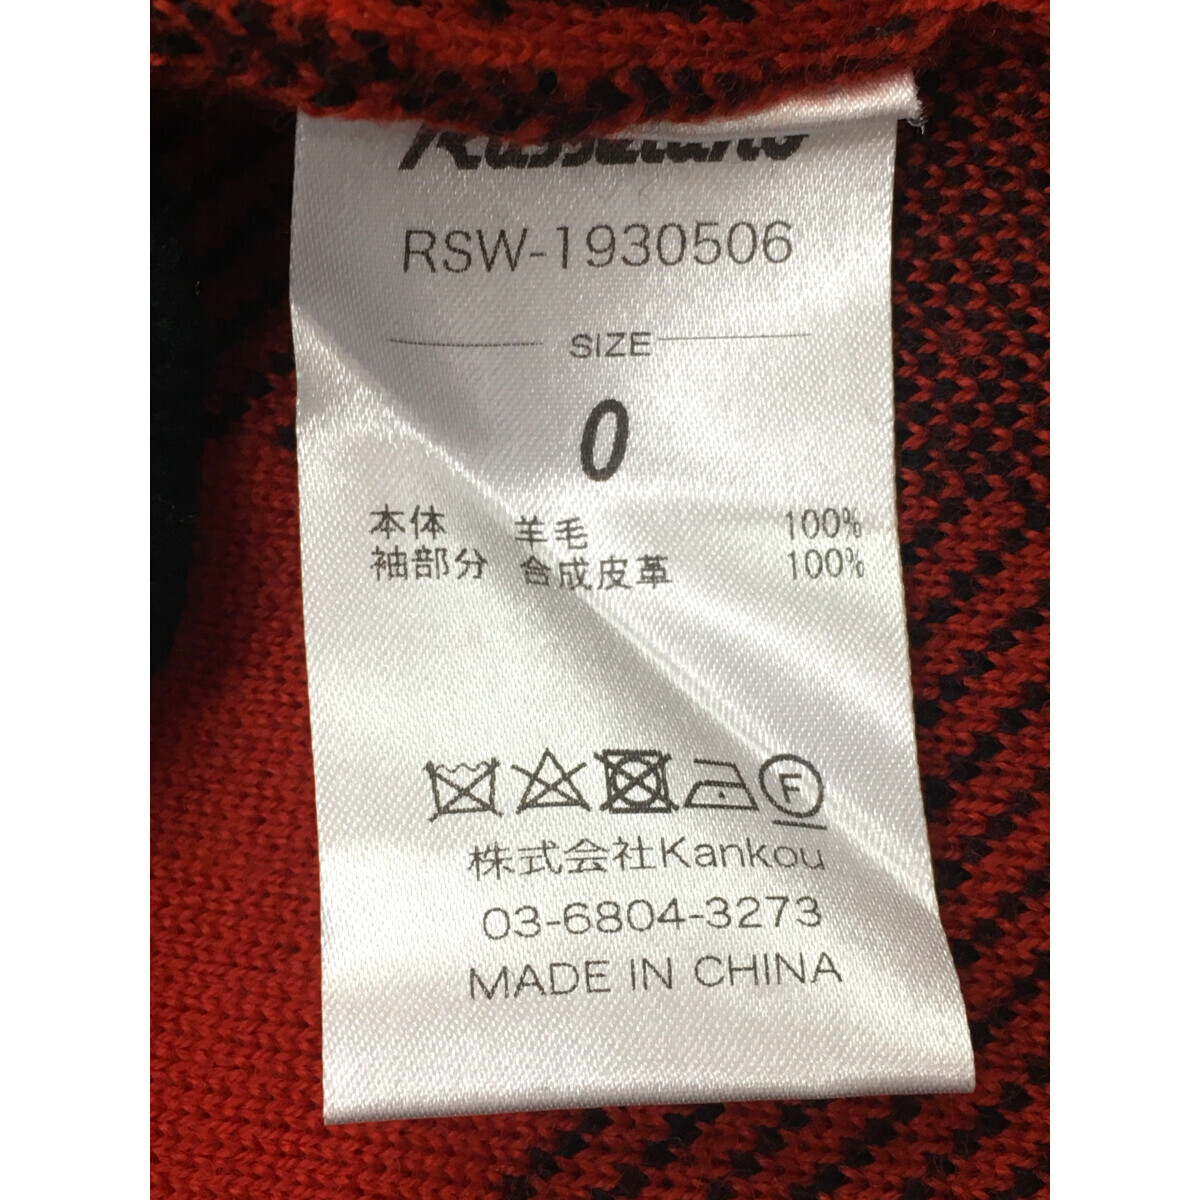 RSW-1930506
SIZE
0
本体 羊毛 100%
袖部分 合成皮革 100%
F
株式会社Kankou
03-6804-3273
MADE IN CHINA